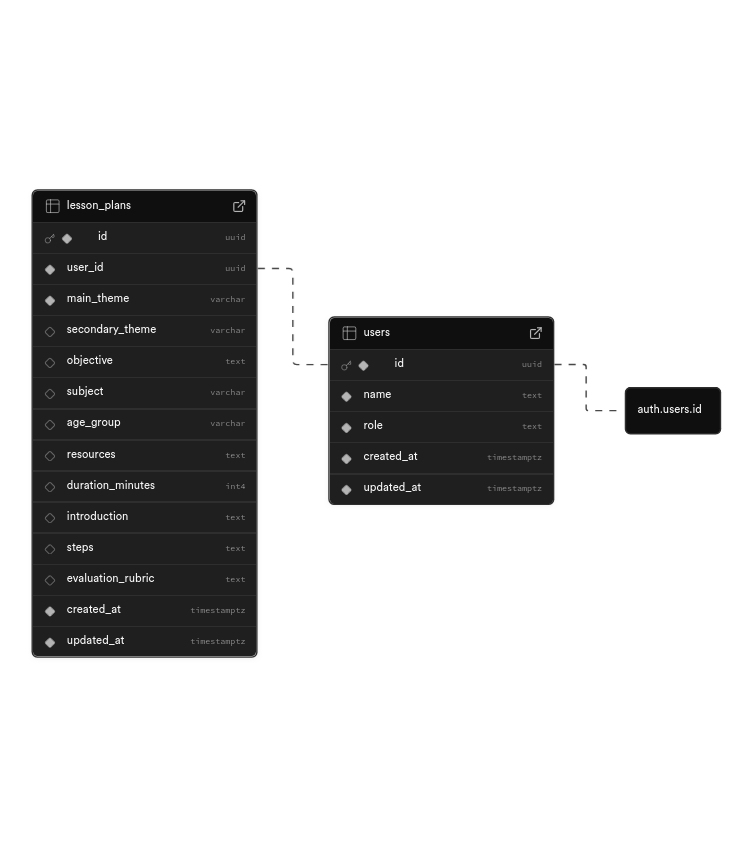 lesson_plans
id uuid
user_id uuid
main_theme varchar
secondary_theme varchar
objective text
subject varchar
age_group varchar
resources text
duration_minutes int4
introduction text
steps text
evaluation_rubric text
created_at timestamptz
updated_at timestamptz
users
id uuid
name text
role text
created_at timestamptz
updated_at timestamptz
auth.users.id